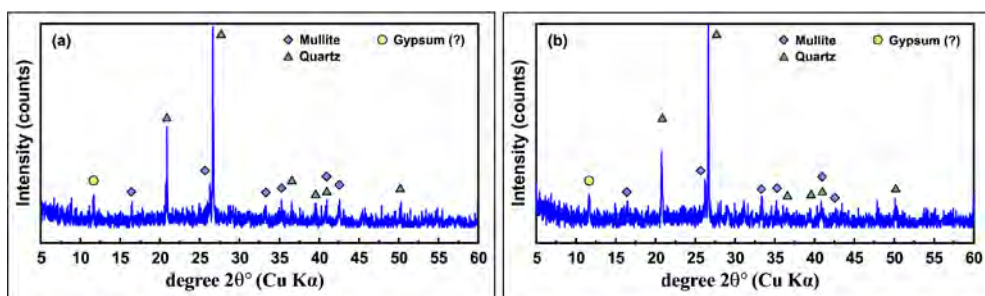 (a)
Mullite
Gypsum (?)
Quartz
Intensity (counts)
5 10 15 20 25 30 35 40 45 50 55 60
degree 2θ° (Cu Kα)
(b)
Mullite
Gypsum (?)
Quartz
Intensity (counts)
5 10 15 20 25 30 35 40 45 50 55 60
degree 2θ° (Cu Kα)